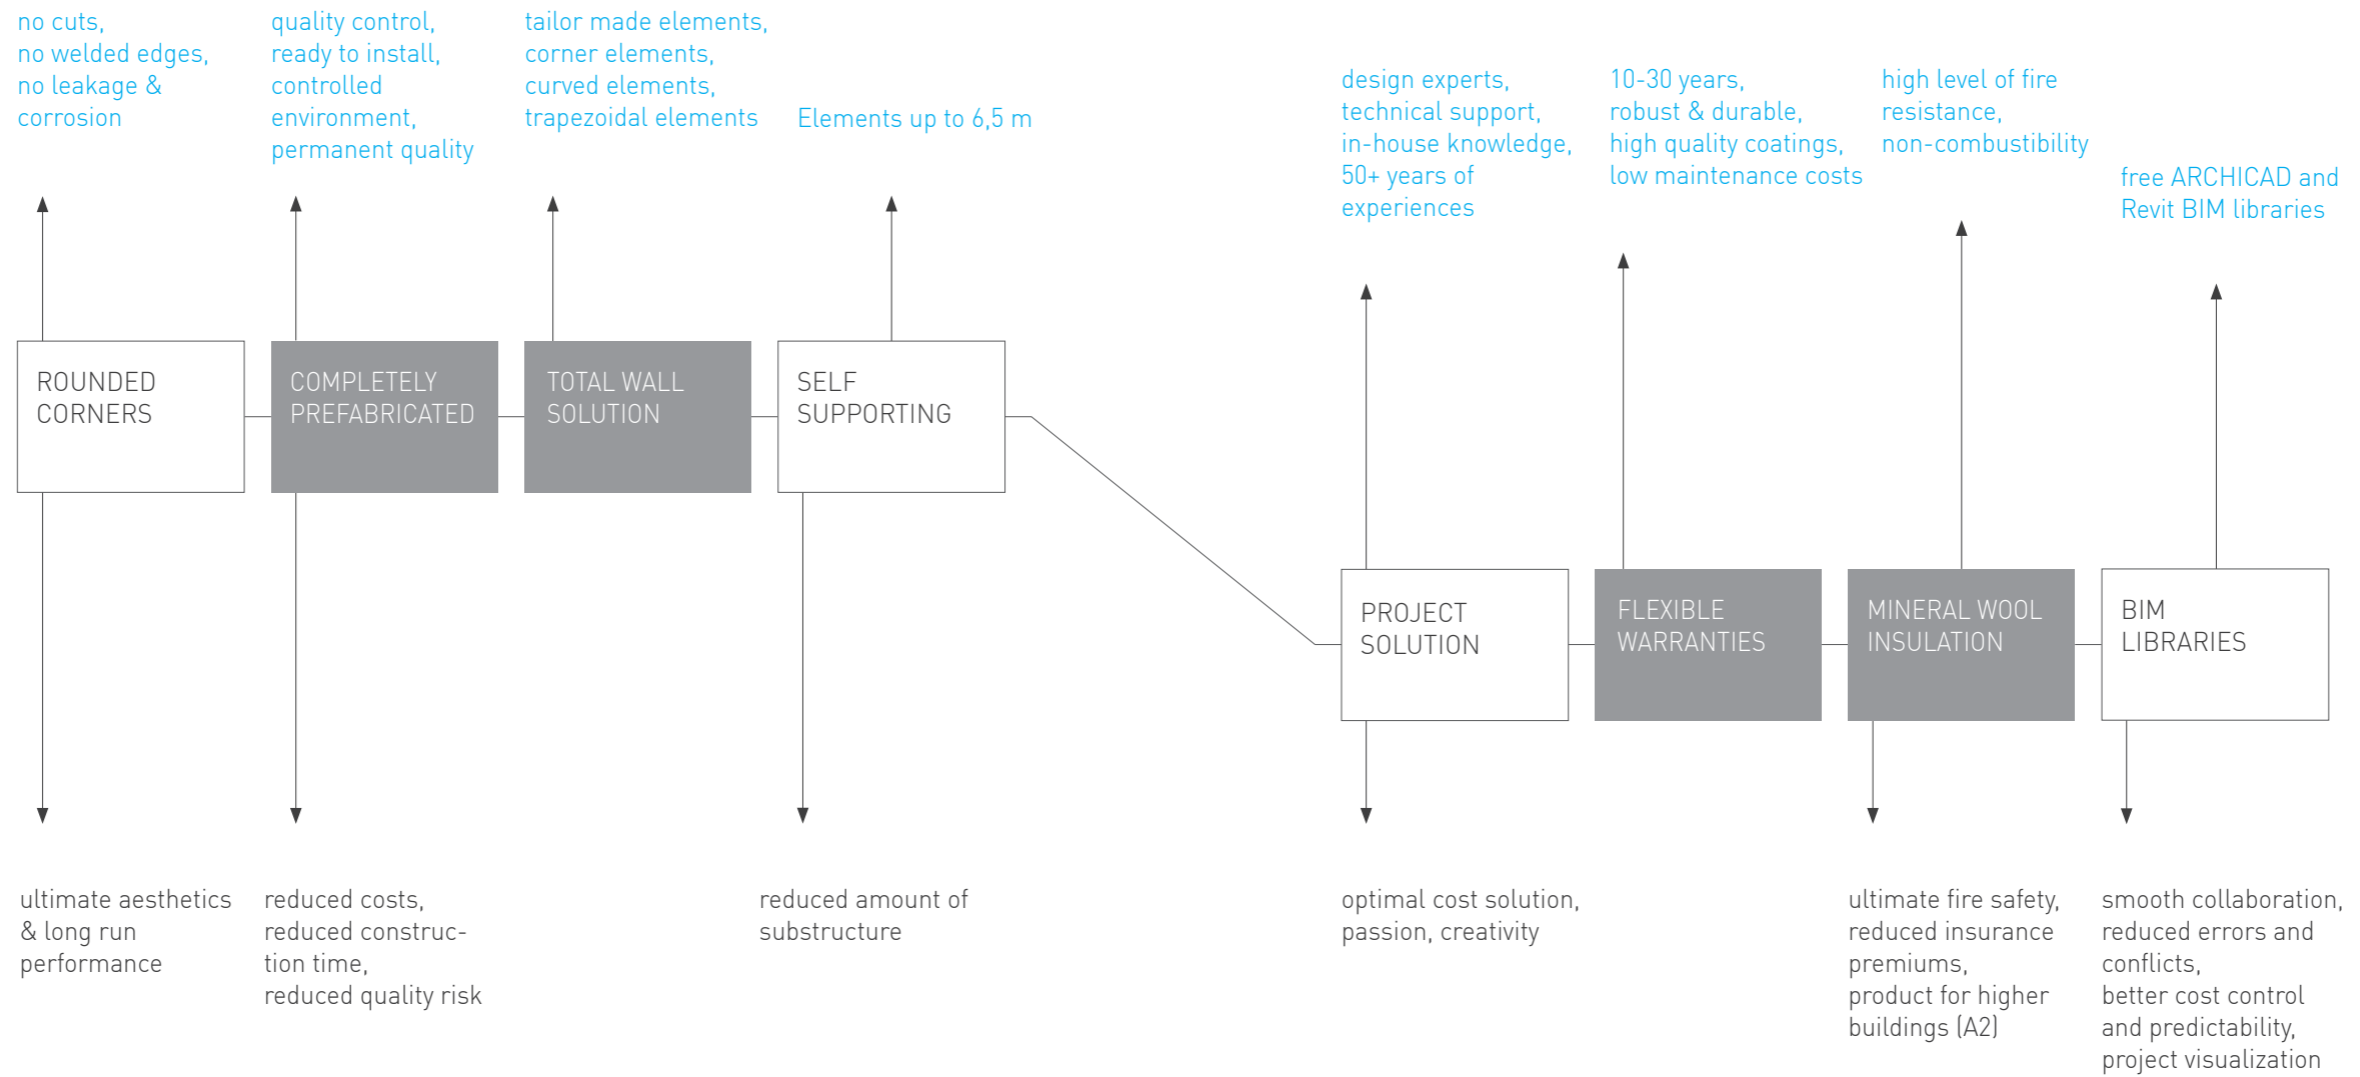 no cuts,
no welded edges,
no leakage &
corrosion
quality control,
ready to install,
controlled
environment,
permanent quality
tailor made elements,
corner elements,
curved elements,
trapezoidal elements
Elements up to 6,5 m
design experts,
technical support,
in-house knowledge,
50+ years of
experiences
10-30 years,
robust & durable,
high quality coatings,
low maintenance costs
high level of fire
resistance,
non-combustibility
free ARCHICAD and
Revit BIM libraries
ROUNDED
CORNERS
COMPLETELY
PREFABRICATED
TOTAL WALL
SOLUTION
SELF
SUPPORTING
PROJECT
SOLUTION
FLEXIBLE
WARRANTIES
MINERAL WOOL
INSULATION
BIM
LIBRARIES
ultimate aesthetics
& long run
performance
reduced costs,
reduced construc-
tion time,
reduced quality risk
reduced amount of
substructure
optimal cost solution,
passion, creativity
ultimate fire safety,
reduced insurance
premiums,
product for higher
buildings (A2)
smooth collaboration,
reduced errors and
conflicts,
better cost control
and predictability,
project visualization